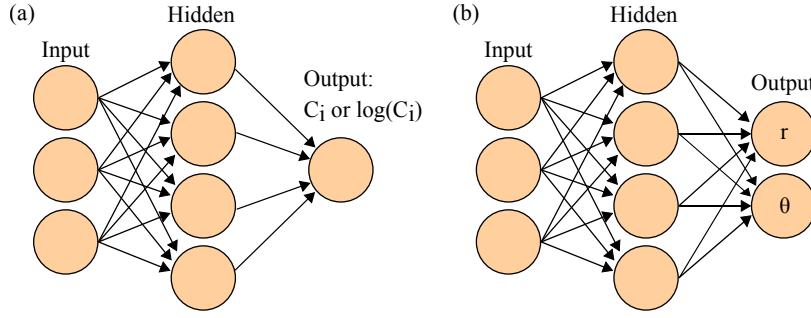 (a)
Hidden
Input
Output:
Ci or log(Ci)
(b)
Hidden
Input
Output
r
θ